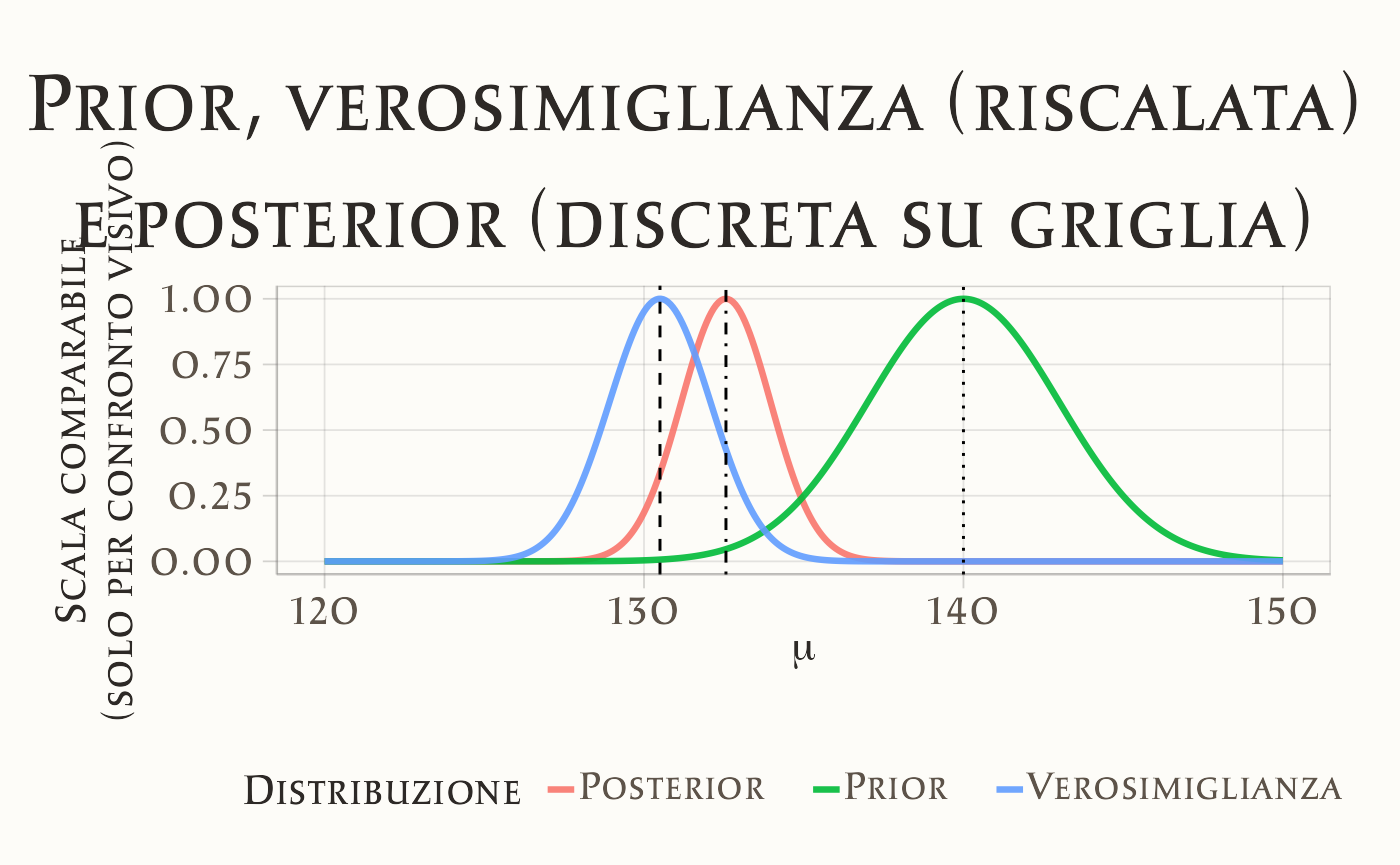 Prior, verosimiglianza (riscalata)
e posterior (discreta su griglia)
Scala comparabile
(solo per confronto visivo)
1.00
0.75
0.50
0.25
0.00
120 130 140 150
μ
Distribuzione Posterior Prior Verosimiglianza